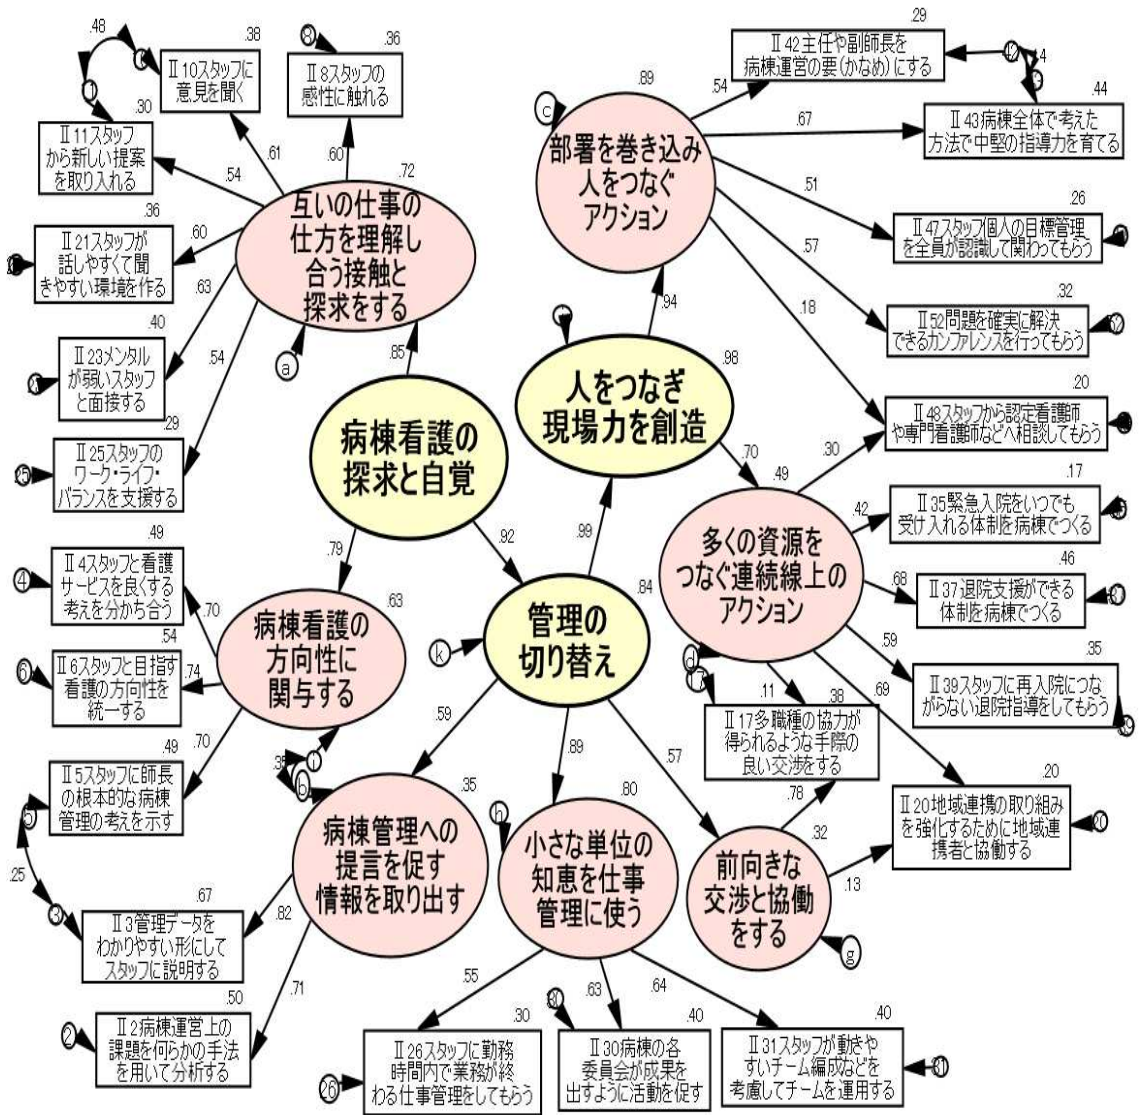 .48
.38
Ⅱ10スタッフに
意見を聞く
8
.36
Ⅱ8スタッフの
感性に触れる
.30
Ⅱ11スタッフ
から新しい提案
を取り入れる
.61
.60
.54
.72
互いの仕事の
仕方を理解し
合う接触と
探求をする
.36
Ⅱ21スタッフが
話しやすくて聞
きやすい環境を作る
.60
.63
.40
Ⅱ23メンタル
が弱いスタッフ
と面接する
.54
a
.29
Ⅱ25スタッフの
ワーク・ライフ・
バランスを支援する
25
.85
病棟看護の
探求と自覚
.29
Ⅱ42主任や副師長を
病棟運営の要(かなめ)にする
.89
c
部署を巻き込み
人をつなぐ
アクション
.54
.67
.44
Ⅱ43病棟全体で考えた
方法で中堅の指導力を育てる
.51
.26
Ⅱ47スタッフ個人の目標管理
を全員が認識して関わってもらう
.57
.32
Ⅱ52問題を確実に解決
できるカンファレンスを行ってもらう
.18
.94
.98
人をつなぎ
現場力を創造
.20
Ⅱ48スタッフから認定看護師
や専門看護師などへ相談してもらう
.30
.70
.49
多くの資源を
つなぐ連続線上の
アクション
.42
.17
Ⅱ35緊急入院をいつでも
受け入れる体制を病棟でつくる
.68
.46
Ⅱ37退院支援ができる
体制を病棟でつくる
.59
.35
Ⅱ39スタッフに再入院につな
がらない退院指導をしてもらう
d
.11
.38
.69
Ⅱ17多職種の協力が
得られるような手際の
良い交渉をする
.20
Ⅱ20地域連携の取り組み
を強化するために地域連
携者と協働する
20
.99
.92
.84
管理の
切り替え
k
.79
.63
病棟看護の
方向性に
関与する
.49
4
Ⅱ4スタッフと看護
サービスを良くする
考えを分かち合う
.70
.54
6
Ⅱ6スタッフと目指す
看護の方向性を
統一する
.74
.49
5
Ⅱ5スタッフに師長
の根本的な病棟
管理の考えを示す
.70
.25
i
.35
b
.59
.35
病棟管理への
提言を促す
情報を取り出す
3
.67
Ⅱ3管理データを
わかりやすい形にして
スタッフに説明する
.82
.50
2
Ⅱ2病棟運営上の
課題を何らかの手法
を用いて分析する
.71
.89
h
.80
小さな単位の
知恵を仕事
管理に使う
.57
.32
前向きな
交渉と協働
をする
.78
.13
g
.55
.30
26
Ⅱ26スタッフに勤務
時間内で業務が終
わる仕事管理をしてもらう
.63
.40
30
Ⅱ30病棟の各
委員会が成果を
出すように活動を促す
.64
.40
Ⅱ31スタッフが動きや
すいチーム編成などを
考慮してチームを運用する
31